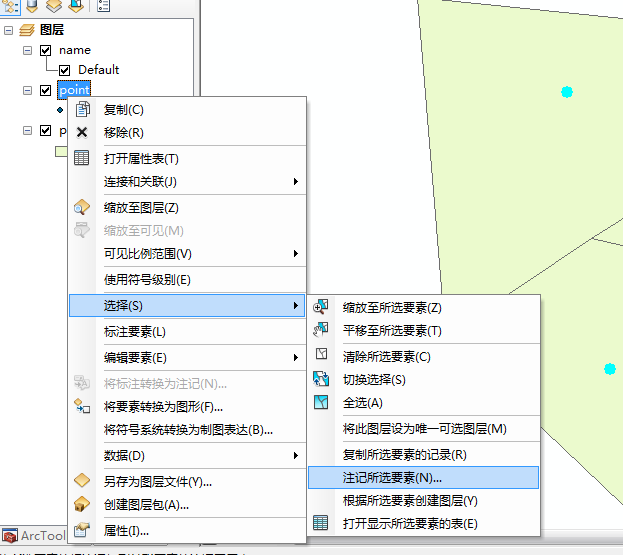 图层
name
Default
point
p
复制(C)
移除(R)
打开属性表(T)
连接和关联(J)
缩放至图层(Z)
缩放至可见(M)
可见比例范围(V)
使用符号级别(E)
选择(S)
标注要素(L)
编辑要素(E)
将标注转换为注记(N)...
将要素转换为图形(F)...
将符号系统转换为制图表达(B)...
数据(D)
另存为图层文件(Y)...
创建图层包(A)...
属性(I)...
缩放至所选要素(Z)
平移至所选要素(T)
清除所选要素(C)
切换选择(S)
全选(A)
将此图层设为唯一可选图层(M)
复制所选要素的记录(R)
注记所选要素(N)...
根据所选要素创建图层(Y)
打开显示所选要素的表(E)
ArcTool